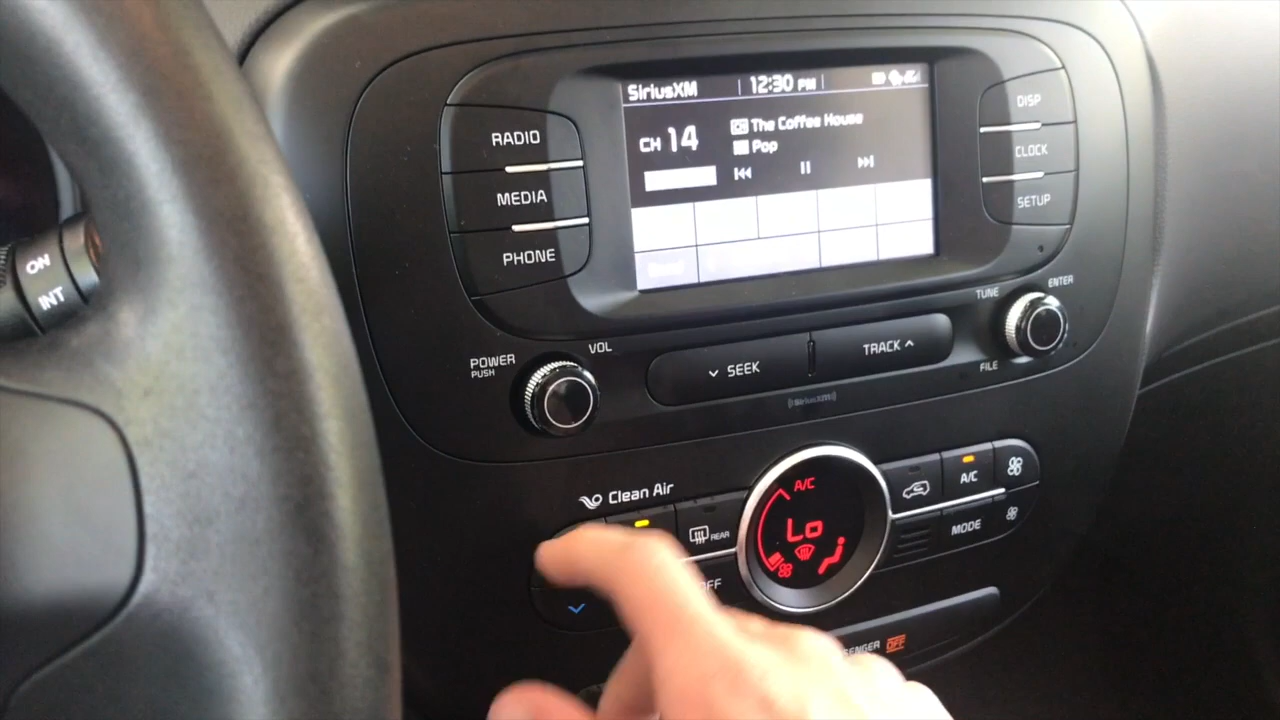 SiriusXM 12:30 PM
CH 14 The Coffee House
Pop
RADIO
MEDIA
PHONE
DISP
CLOCK
SETUP
ON
INT
POWER
PUSH
VOL
SEEK
TRACK
TUNE
ENTER
FILE
SiriusXM
Clean Air
REAR
A/C
Lo
A/C
MODE
OFF